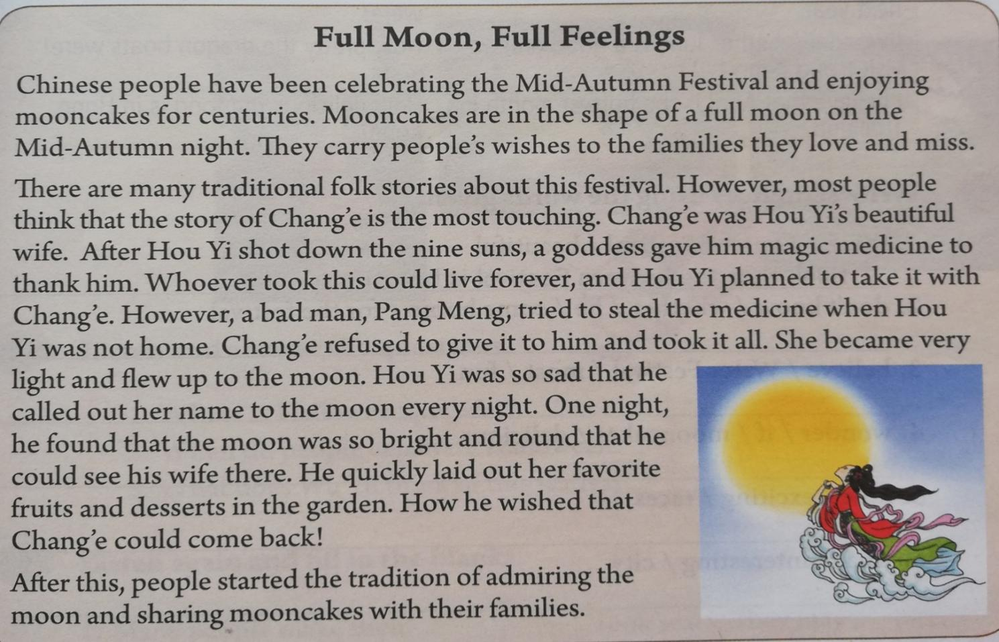 Full Moon, Full Feelings
Chinese people have been celebrating the Mid-Autumn Festival and enjoying
mooncakes for centuries. Mooncakes are in the shape of a full moon on the
Mid-Autumn night. They carry people's wishes to the families they love and miss.
There are many traditional folk stories about this festival. However, most people
think that the story of Chang'e is the most touching. Chang'e was Hou Yi's beautiful
wife. After Hou Yi shot down the nine suns, a goddess gave him magic medicine to
thank him. Whoever took this could live forever, and Hou Yi planned to take it with
Chang'e. However, a bad man, Pang Meng, tried to steal the medicine when Hou
Yi was not home. Chang'e refused to give it to him and took it all. She became very
light and flew up to the moon. Hou Yi was so sad that he
called out her name to the moon every night. One night,
he found that the moon was so bright and round that he
could see his wife there. He quickly laid out her favorite
fruits and desserts in the garden. How he wished that
Chang'e could come back!
After this, people started the tradition of admiring the
moon and sharing mooncakes with their families.